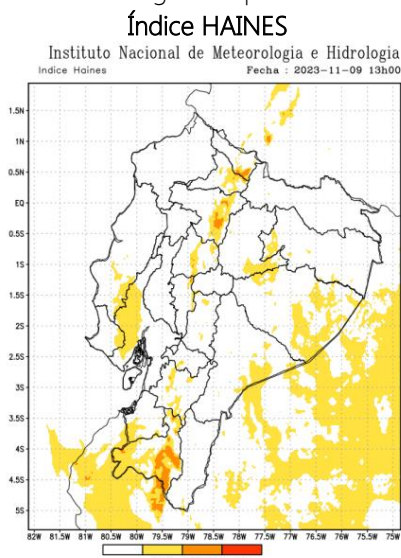 Índice HAINES
Instituto Nacional de Meteorologia e Hidrologia
Indice Haines Fecha : 2023-11-09 13h00
1.5N
1N
0.5N
EQ
0.5S
1S
1.5S
2S
2.5S
3S
3.5S
4S
4.5S
5S
82W 81.5W 81W 80.5W 80W 79.5W 79W 78.5W 78W 77.5W 77W 76.5W 76W 75.5W 75W